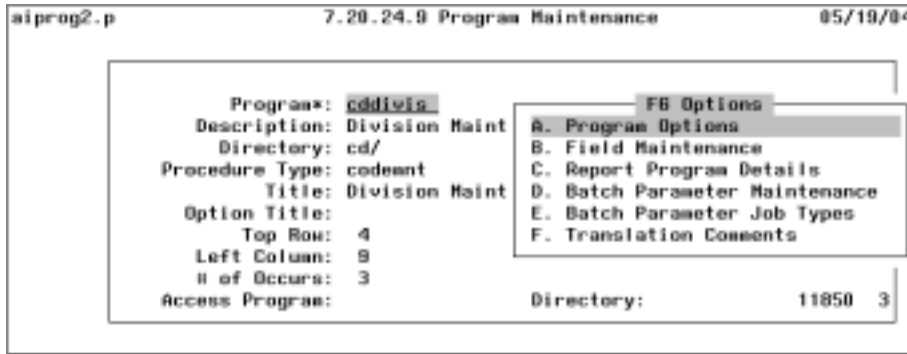 aiprog2.p 7.20.24.9 Program Maintenance 05/19/04
Program*: cddivis F6 Options
Description: Division Maint A. Program Options
Directory: cd/ B. Field Maintenance
Procedure Type: codemnt C. Report Program Details
Title: Division Maint D. Batch Parameter Maintenance
Option Title: E. Batch Parameter Job Types
Top Row: 4 F. Translation Comments
Left Column: 9
# of Occurs: 3
Access Program: Directory: 11850 3